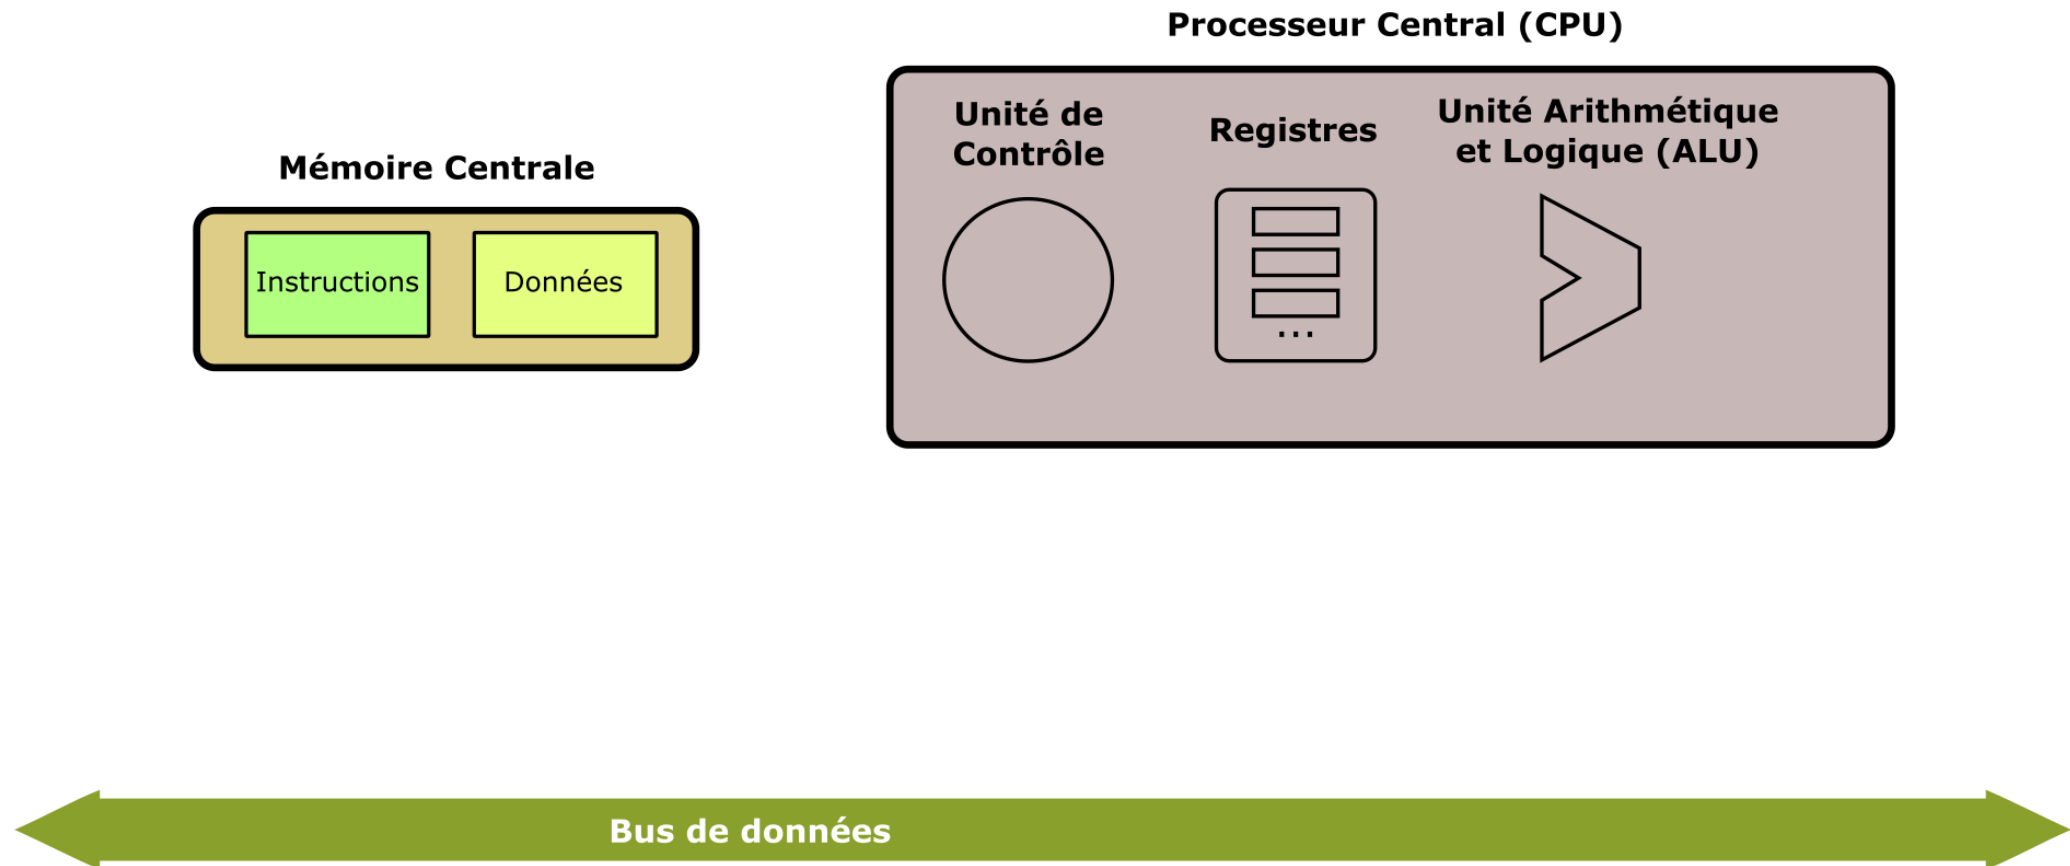 Processeur Central (CPU)
Unité de
Contrôle
Registres
Unité Arithmétique
et Logique (ALU)
Mémoire Centrale
Instructions
Données
...
Bus de données